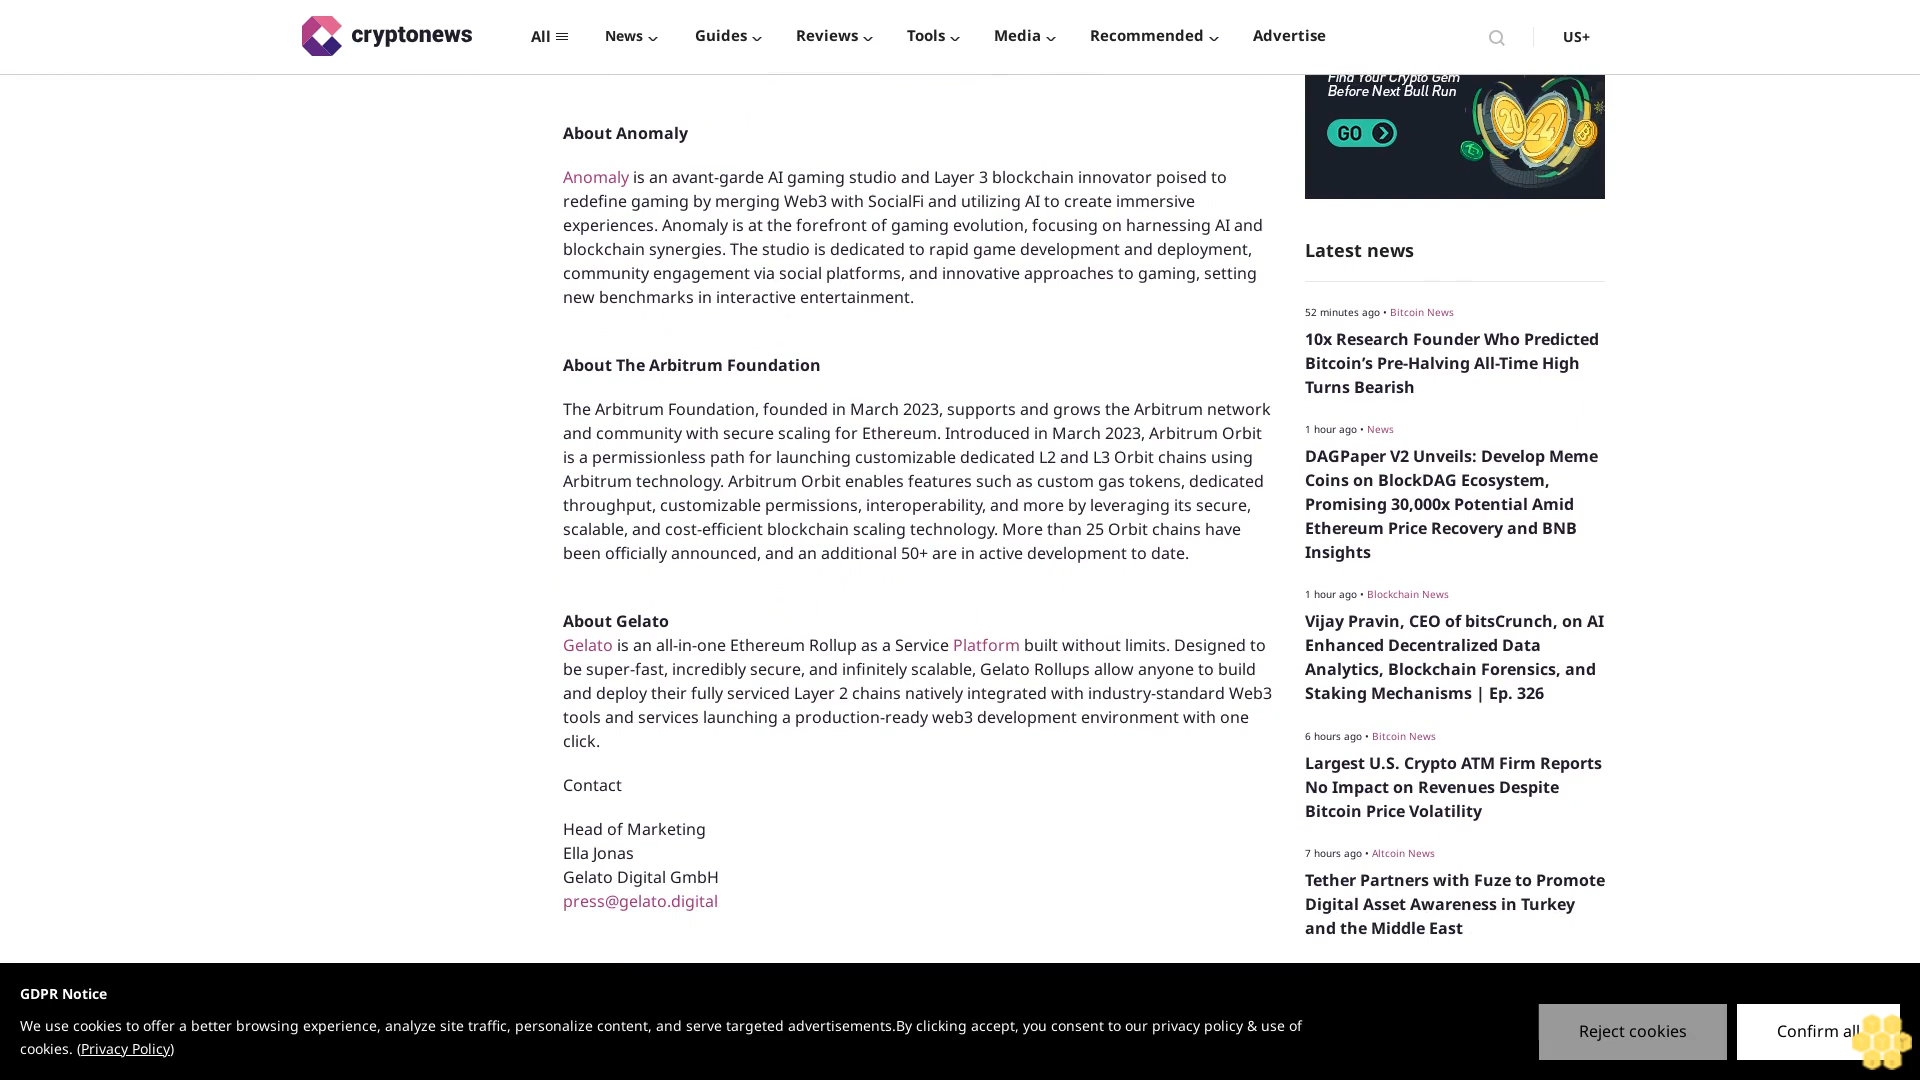 cryptonews
All
News
Guides
Reviews
Tools
Media
Recommended
Advertise
US+
Find Your Crypto Gem
Before Next Bull Run
GO
20
24
About Anomaly
Anomaly is an avant-garde AI gaming studio and Layer 3 blockchain innovator poised to
redefine gaming by merging Web3 with SocialFi and utilizing AI to create immersive
experiences. Anomaly is at the forefront of gaming evolution, focusing on harnessing AI and
blockchain synergies. The studio is dedicated to rapid game development and deployment,
community engagement via social platforms, and innovative approaches to gaming, setting
new benchmarks in interactive entertainment.
About The Arbitrum Foundation
The Arbitrum Foundation, founded in March 2023, supports and grows the Arbitrum network
and community with secure scaling for Ethereum. Introduced in March 2023, Arbitrum Orbit
is a permissionless path for launching customizable dedicated L2 and L3 Orbit chains using
Arbitrum technology. Arbitrum Orbit enables features such as custom gas tokens, dedicated
throughput, customizable permissions, interoperability, and more by leveraging its secure,
scalable, and cost-efficient blockchain scaling technology. More than 25 Orbit chains have
been officially announced, and an additional 50+ are in active development to date.
About Gelato
Gelato is an all-in-one Ethereum Rollup as a Service Platform built without limits. Designed to
be super-fast, incredibly secure, and infinitely scalable, Gelato Rollups allow anyone to build
and deploy their fully serviced Layer 2 chains natively integrated with industry-standard Web3
tools and services launching a production-ready web3 development environment with one
click.
Contact
Head of Marketing
Ella Jonas
Gelato Digital GmbH
press@gelato.digital
Latest news
52 minutes ago • Bitcoin News
10x Research Founder Who Predicted
Bitcoin’s Pre-Halving All-Time High
Turns Bearish
1 hour ago • News
DAGPaper V2 Unveils: Develop Meme
Coins on BlockDAG Ecosystem,
Promising 30,000x Potential Amid
Ethereum Price Recovery and BNB
Insights
1 hour ago • Blockchain News
Vijay Pravin, CEO of bitsCrunch, on AI
Enhanced Decentralized Data
Analytics, Blockchain Forensics, and
Staking Mechanisms | Ep. 326
6 hours ago • Bitcoin News
Largest U.S. Crypto ATM Firm Reports
No Impact on Revenues Despite
Bitcoin Price Volatility
7 hours ago • Altcoin News
Tether Partners with Fuze to Promote
Digital Asset Awareness in Turkey
and the Middle East
GDPR Notice
We use cookies to offer a better browsing experience, analyze site traffic, personalize content, and serve targeted advertisements.By clicking accept, you consent to our privacy policy & use of
cookies. (Privacy Policy)
Reject cookies
Confirm all